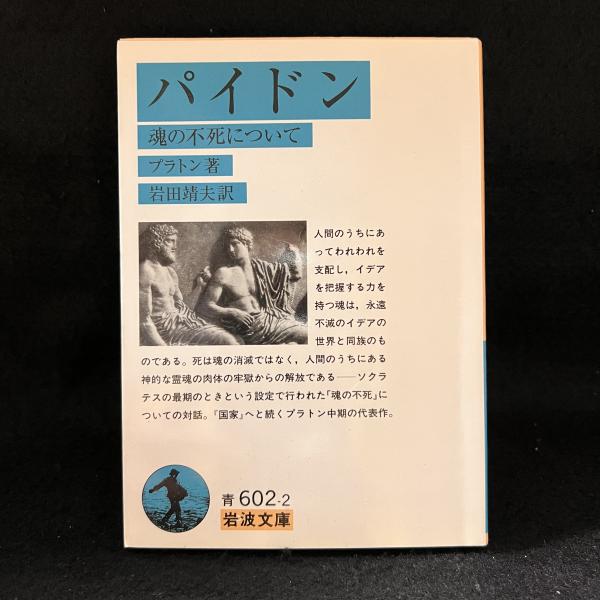 パイドン
魂の不死について
プラトン著
岩田靖夫訳
人間のうちにあ
ってわれわれを
支配し，イデア
を把握する力を
持つ魂は，永遠
不滅のイデアの
世界と同族のも
のである。死は魂の消滅ではなく，人間のうちにある
神的な霊魂の肉体の牢獄からの解放である――ソクラ
テスの最期のときという設定で行われた「魂の不死」に
ついての対話。『国家』へと続くプラトン中期の代表作。
青 602-2
岩波文庫